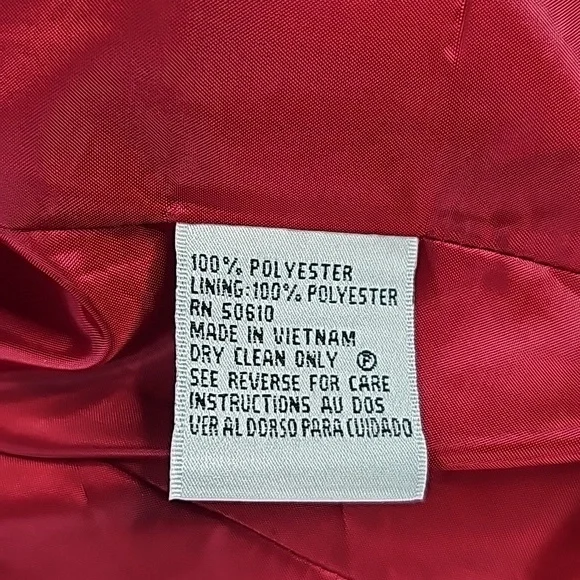 100% POLYESTER
LINING:100% POLYESTER
RN 50610
MADE IN VIETNAM
DRY CLEAN ONLY Ⓟ
SEE REVERSE FOR CARE
INSTRUCTIONS AU DOS
VER AL DORSO PARA CUIDADO